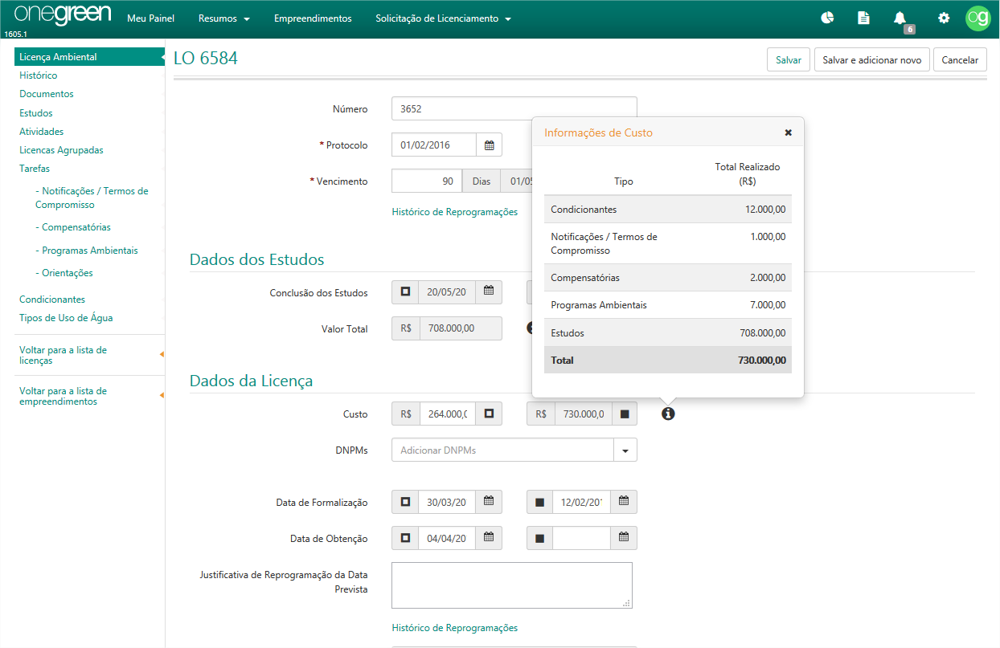 onegreen
Meu Painel
Resumos
Empreendimentos
Solicitação de Licenciamento
6
og
1605.1
Licença Ambiental
Histórico
Documentos
Estudos
Atividades
Licencas Agrupadas
Tarefas
- Notificações / Termos de
Compromisso
- Compensatórias
- Programas Ambientais
- Orientações
Condicionantes
Tipos de Uso de Água
Voltar para a lista de
licenças
Voltar para a lista de
empreendimentos
LO 6584
Salvar
Salvar e adicionar novo
Cancelar
Número
3652
* Protocolo
01/02/2016
* Vencimento
90
Dias
01/05
Histórico de Reprogramações
Informações de Custo
Tipo
Total Realizado
(R$)
Condicionantes
12.000,00
Notificações / Termos de
Compromisso
1.000,00
Compensatórias
2.000,00
Programas Ambientais
7.000,00
Estudos
708.000,00
Total
730.000,00
Dados dos Estudos
Conclusão dos Estudos
20/05/20
Valor Total
R$
708.000,00
Dados da Licença
Custo
R$
264.000,0
R$
730.000,0
DNPMs
Adicionar DNPMs
Data de Formalização
30/03/20
12/02/201
Data de Obtenção
04/04/20
Justificativa de Reprogramação da Data
Prevista
Histórico de Reprogramações